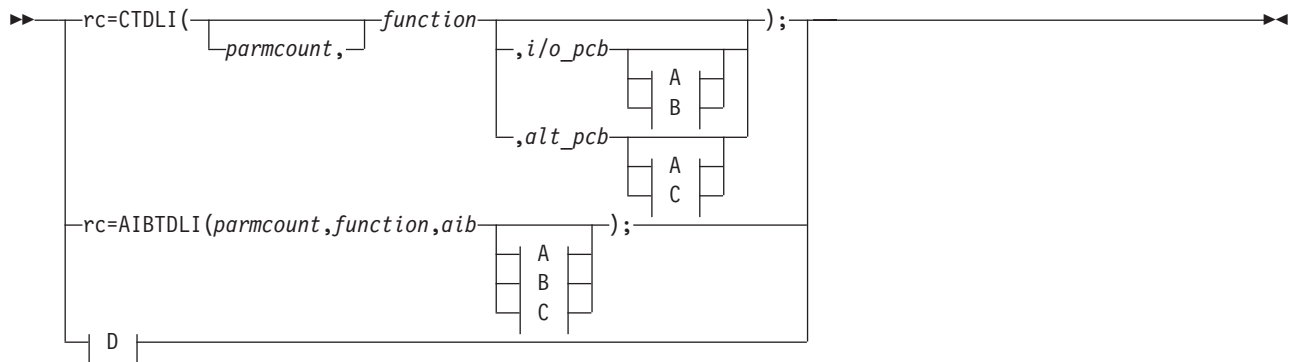 rc=CTDLI( parmcount, function ,i/o_pcb A B ,alt_pcb A C );
rc=AIBTDLI(parmcount,function,aib A B C );
D